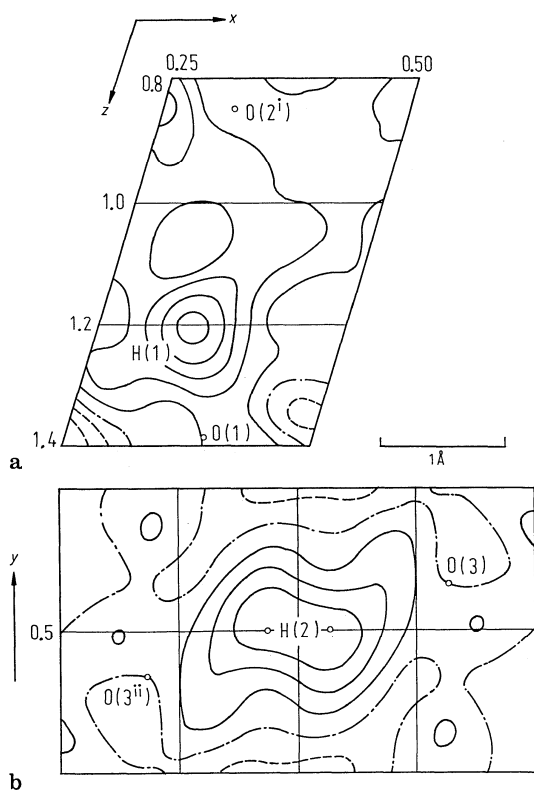 x
0.25 0.50
0.8
z
O(2ⁱ)
1.0
1.2
H(1)
O(1)
1.4
1Å
a
y
O(3)
0.5
H(2)
O(3ⁱⁱ)
b